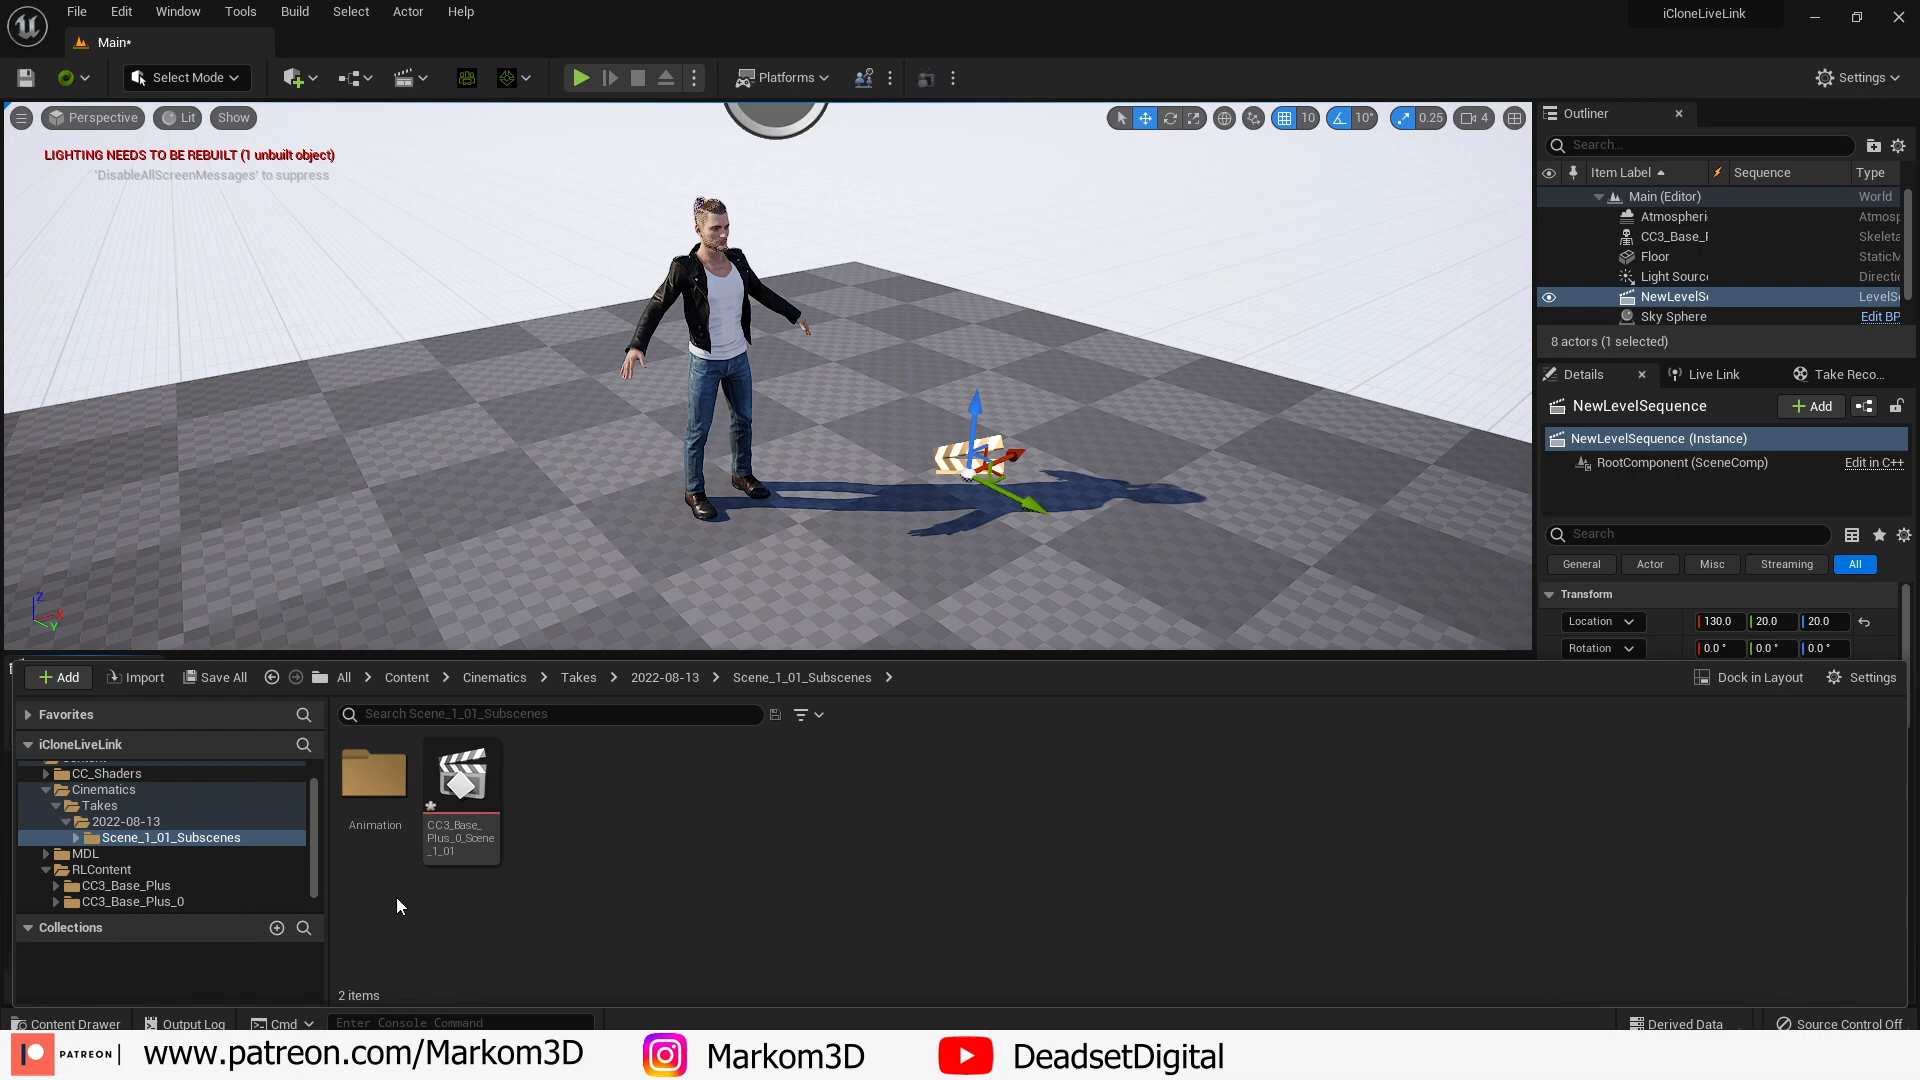 File Edit Window Tools Build Select Actor Help
iCloneLiveLink
Main*
Select Mode
Platforms
Settings
Perspective
Lit
Show
10
10°
0.25
4
LIGHTING NEEDS TO BE REBUILT (1 unbuilt object)
'DisableAllScreenMessages' to suppress
Z
X
Y
Outliner
Search...
Item Label Sequence Type
Main (Editor) World
Atmospheri Atmosp
CC3_Base_P Skeleta
Floor StaticM
Light Source Directio
NewLevelS LevelS
Sky Sphere Edit BP
8 actors (1 selected)
Details Live Link Take Reco...
NewLevelSequence
Add
NewLevelSequence (Instance)
RootComponent (SceneComp) Edit in C++
Search
General Actor Misc Streaming All
Transform
Location 130.0 20.0 20.0
Rotation 0.0 ° 0.0 ° 0.0 °
Add Import Save All All Content Cinematics Takes 2022-08-13 Scene_1_01_Subscenes
Dock in Layout Settings
Favorites
iCloneLiveLink
CC_Shaders
Cinematics
Takes
2022-08-13
Scene_1_01_Subscenes
MDL
RLContent
CC3_Base_Plus
CC3_Base_Plus_0
Collections
Search Scene_1_01_Subscenes
Animation
CC3_Base_
Plus_0_Scene
_1_01
2 items
Content Drawer Output Log Cmd Enter Console Command
Derived Data Source Control Off
PATREON www.patreon.com/Markom3D Markom3D DeadsetDigital